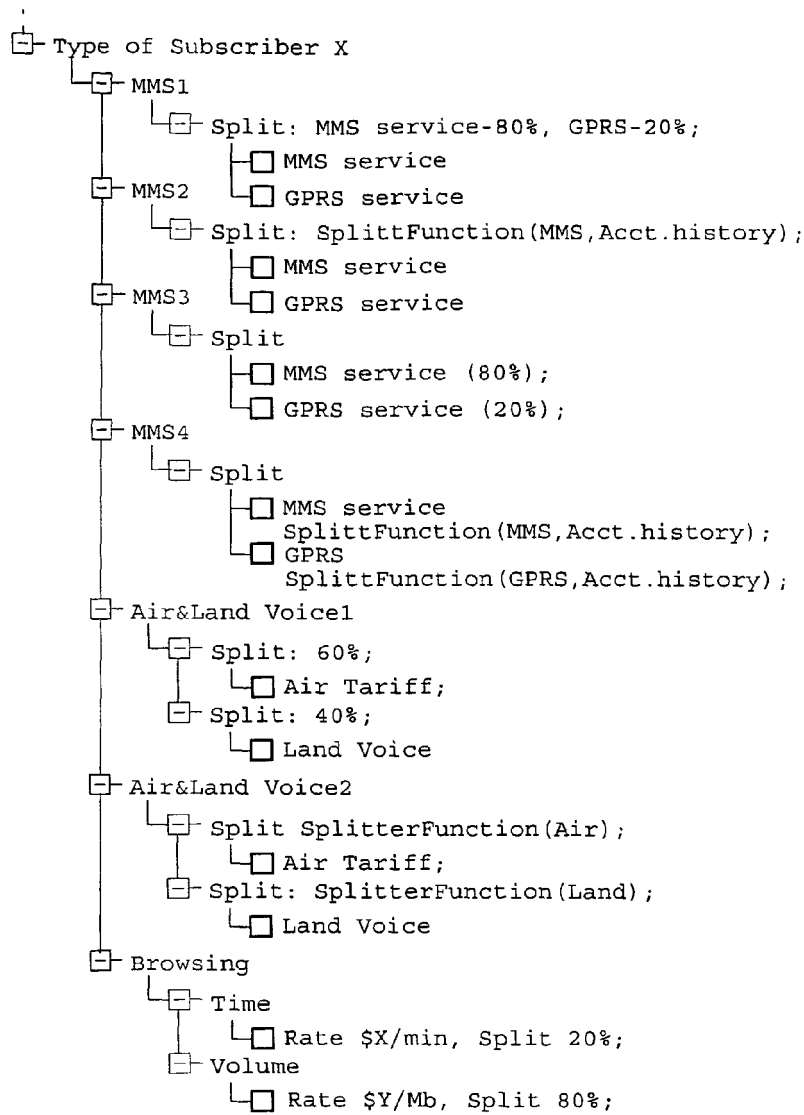 Type of Subscriber X
MMS1
Split: MMS service-80%, GPRS-20%;
MMS service
GPRS service
MMS2
Split: SplittFunction(MMS,Acct.history);
MMS service
GPRS service
MMS3
Split
MMS service (80%);
GPRS service (20%);
MMS4
Split
MMS service
SplittFunction(MMS,Acct.history);
GPRS
SplittFunction(GPRS,Acct.history);
Air&Land Voice1
Split: 60%;
Air Tariff;
Split: 40%;
Land Voice
Air&Land Voice2
Split SplitterFunction(Air);
Air Tariff;
Split: SplitterFunction(Land);
Land Voice
Browsing
Time
Rate $X/min, Split 20%;
Volume
Rate $Y/Mb, Split 80%;